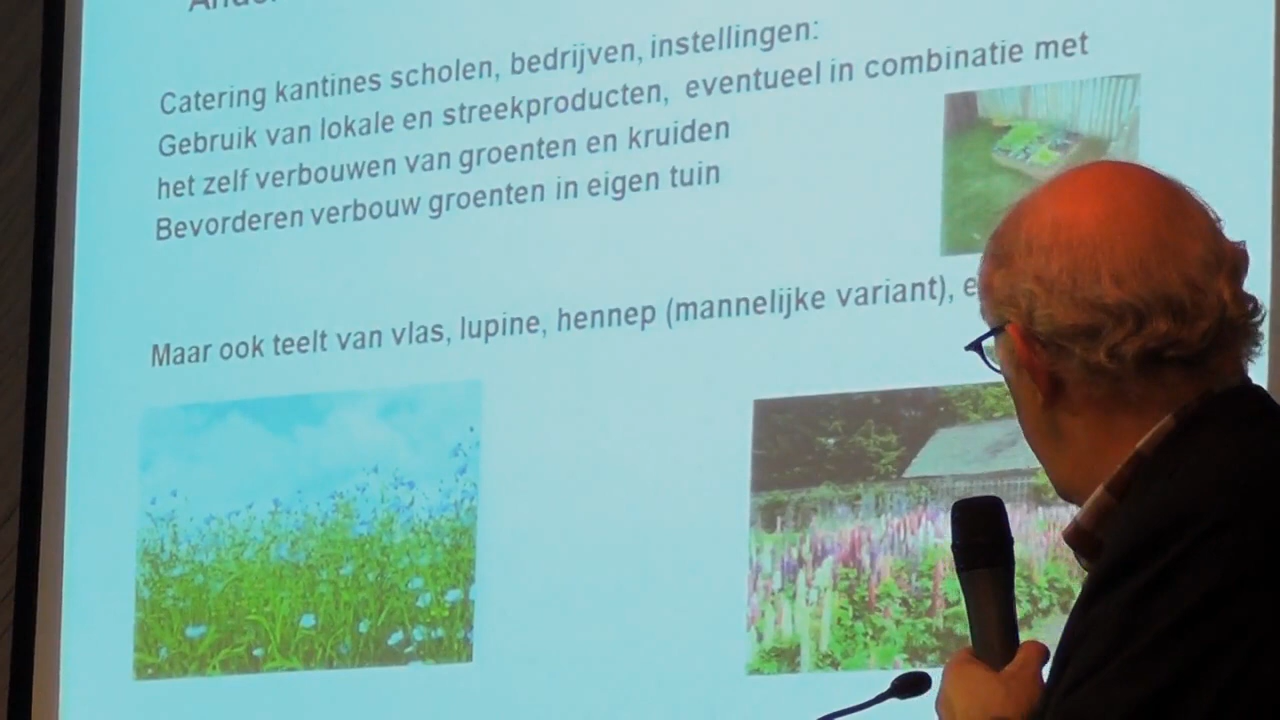 Catering kantines scholen, bedrijven, instellingen:
Gebruik van lokale en streekproducten, eventueel in combinatie met
het zelf verbouwen van groenten en kruiden
Bevorderen verbouw groenten in eigen tuin
Maar ook teelt van vlas, lupine, hennep (mannelijke variant),